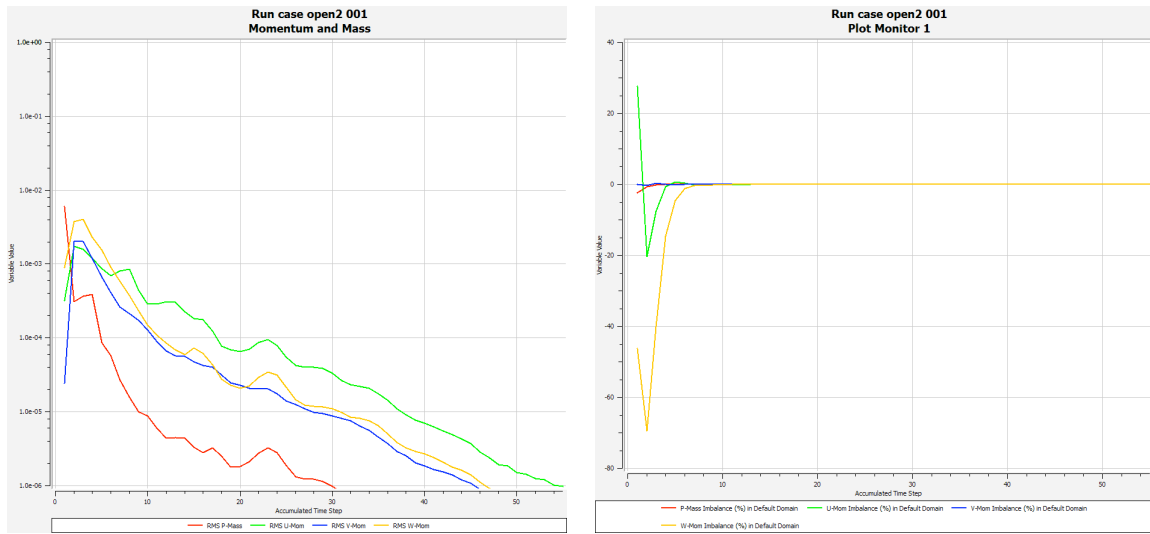 Run case open2 001
Momentum and Mass
1.0e+00
1.0e-01
1.0e-02
1.0e-03
1.0e-04
1.0e-05
1.0e-06
Variable Value
0
10
20
30
40
50
Accumulated Time Step
RMS P-Mass
RMS U-Mom
RMS V-Mom
RMS W-Mom
Run case open2 001
Plot Monitor 1
40
20
0
-20
-40
-60
-80
Variable Value
0
10
20
30
40
50
Accumulated Time Step
P-Mass Imbalance (%) in Default Domain
U-Mom Imbalance (%) in Default Domain
V-Mom Imbalance (%) in Default Domain
W-Mom Imbalance (%) in Default Domain